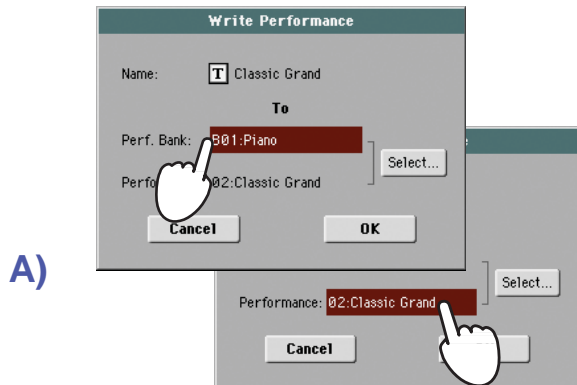 Write Performance
Name: T Classic Grand
To
Perf. Bank: B01:Piano
Select...
Perfo 02:Classic Grand
Cancel OK
A)
Select...
Performance: 02:Classic Grand
Cancel